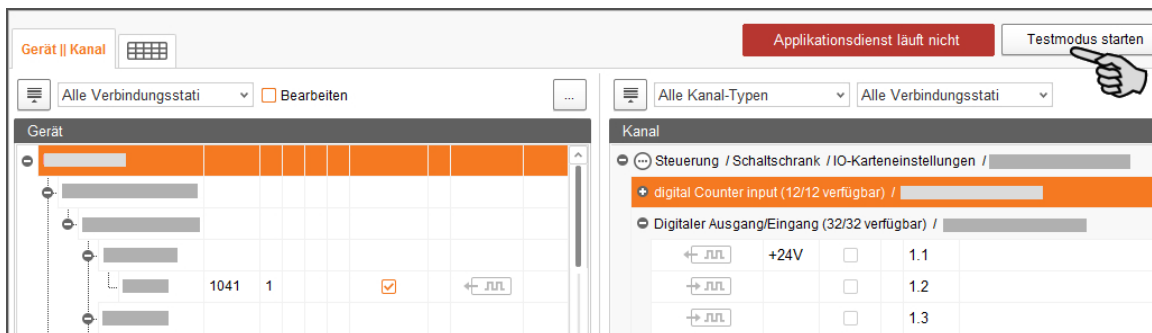 Gerät || Kanal
Applikationsdienst läuft nicht
Testmodus starten
Alle Verbindungsstati
Bearbeiten
...
Alle Kanal-Typen
Alle Verbindungsstati
Gerät
Kanal
Steuerung / Schaltschrank / IO-Karteneinstellungen /
digital Counter input (12/12 verfügbar) /
Digitaler Ausgang/Eingang (32/32 verfügbar) /
+24V 1.1
1041 1
1.2
1.3